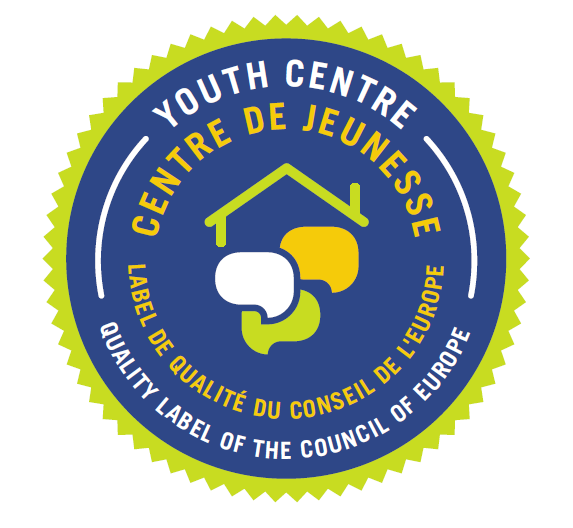 YOUTH CENTRE
CENTRE DE JEUNESSE
LABEL DE QUALITÉ DU CONSEIL DE L'EUROPE
QUALITY LABEL OF THE COUNCIL OF EUROPE